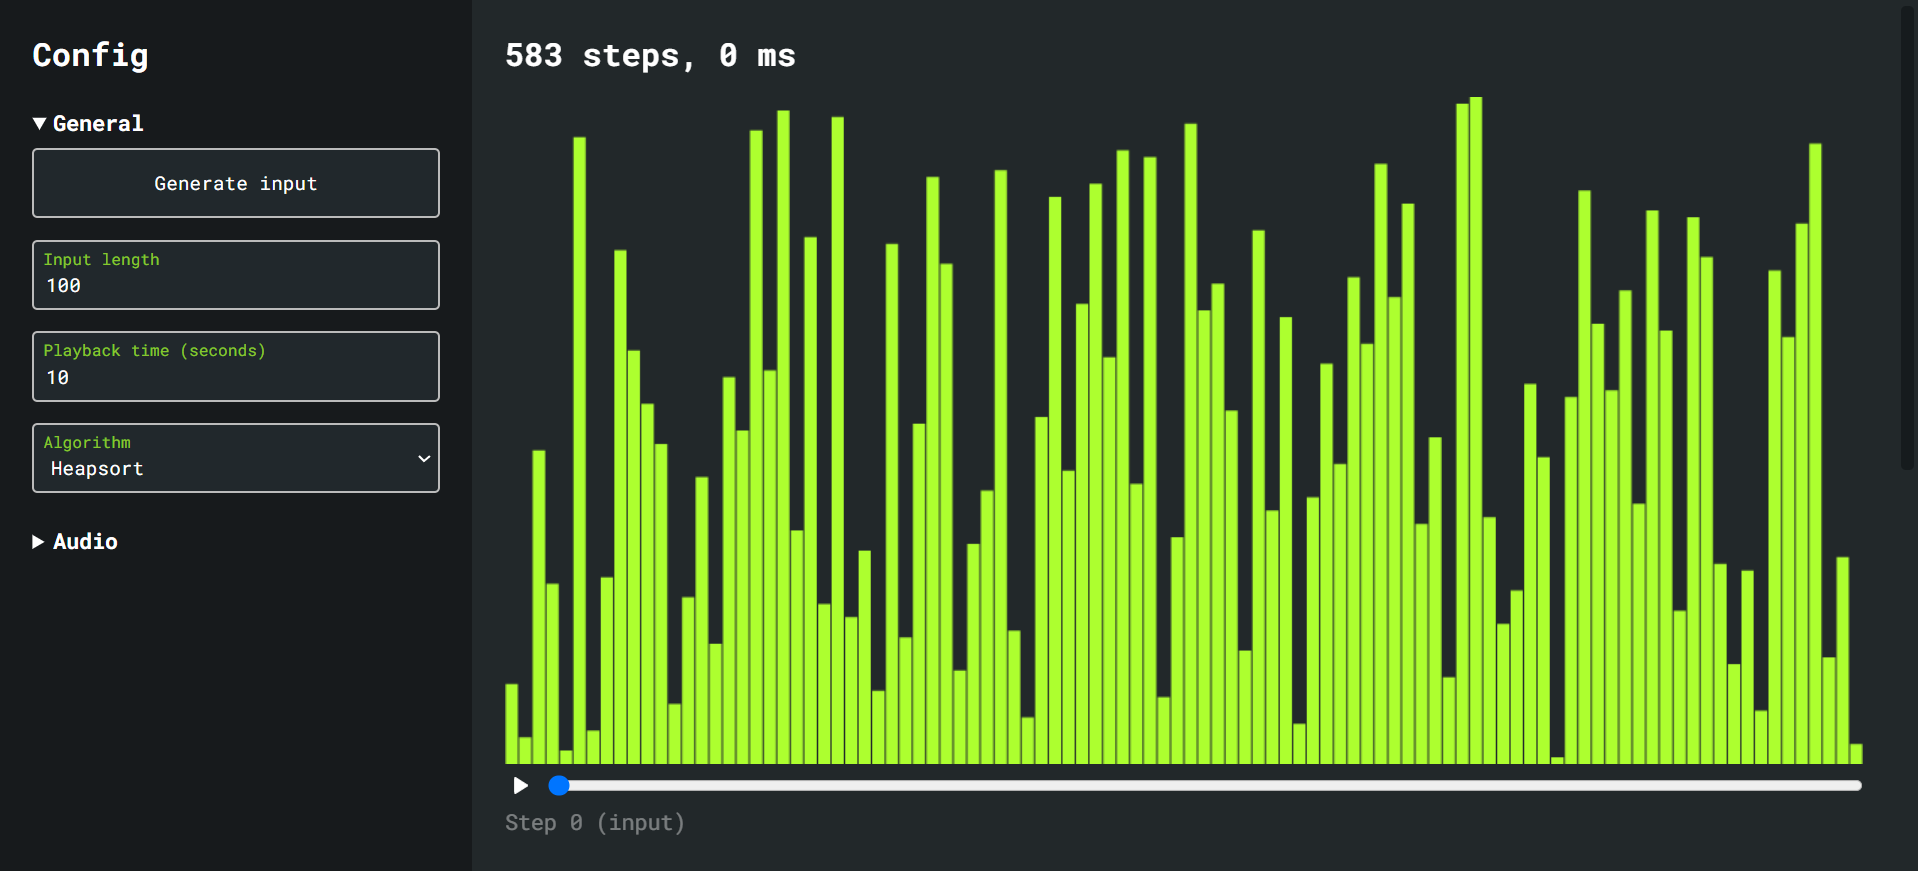 Config
General
Generate input
Input length
100
Playback time (seconds)
10
Algorithm
Heapsort
Audio
583 steps, 0 ms
Step 0 (input)